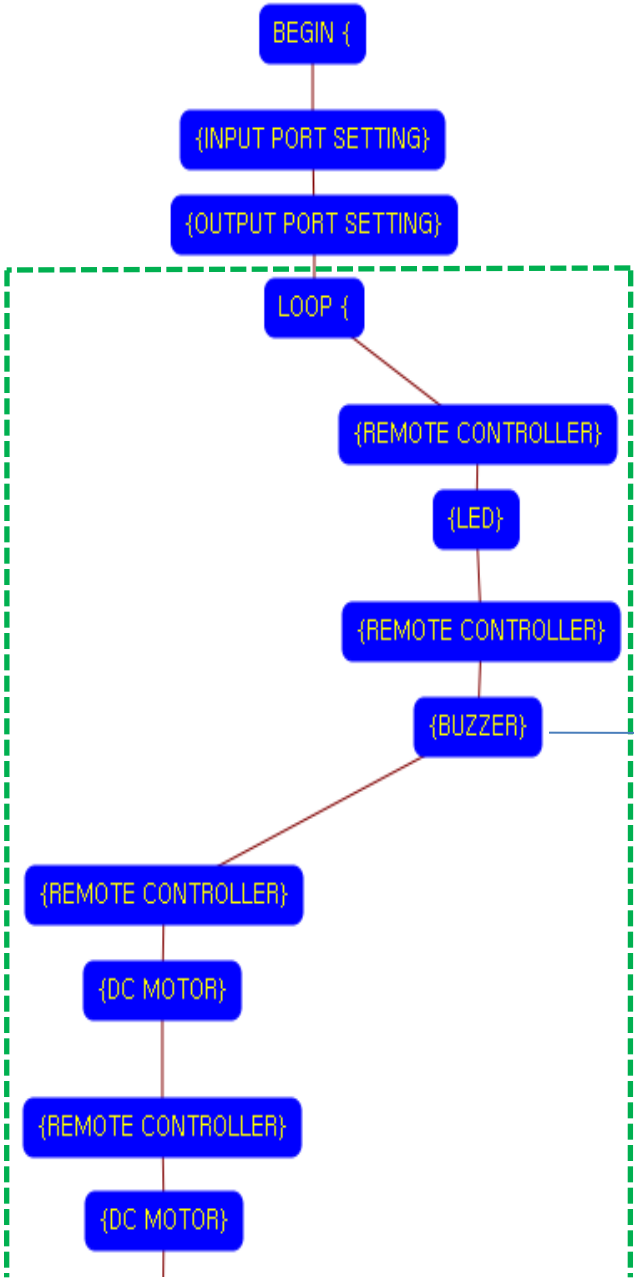 BEGIN {
{INPUT PORT SETTING}
{OUTPUT PORT SETTING}
LOOP {
{REMOTE CONTROLLER}
{LED}
{REMOTE CONTROLLER}
{BUZZER}
{REMOTE CONTROLLER}
{DC MOTOR}
{REMOTE CONTROLLER}
{DC MOTOR}